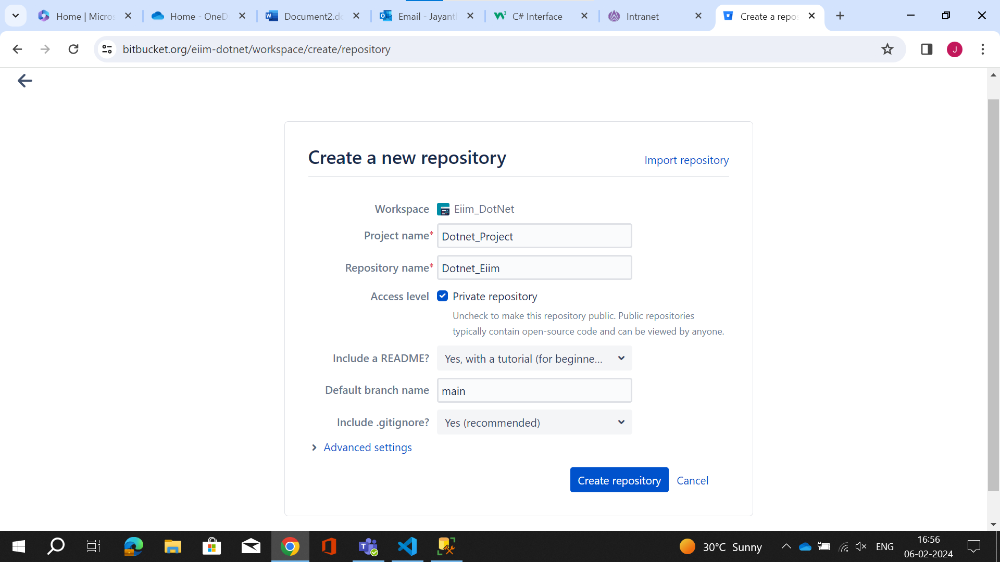 Home | Micros
Home - OneD
Document2.do
Email - Jayanth
C# Interface
Intranet
Create a repos
bitbucket.org/eiim-dotnet/workspace/create/repository
J
Create a new repository
Import repository
Workspace Eiim_DotNet
Project name* Dotnet_Project
Repository name* Dotnet_Eiim
Access level Private repository
Uncheck to make this repository public. Public repositories
typically contain open-source code and can be viewed by anyone.
Include a README? Yes, with a tutorial (for beginne...
Default branch name main
Include .gitignore? Yes (recommended)
Advanced settings
Create repository Cancel
30°C Sunny
ENG
16:56
06-02-2024